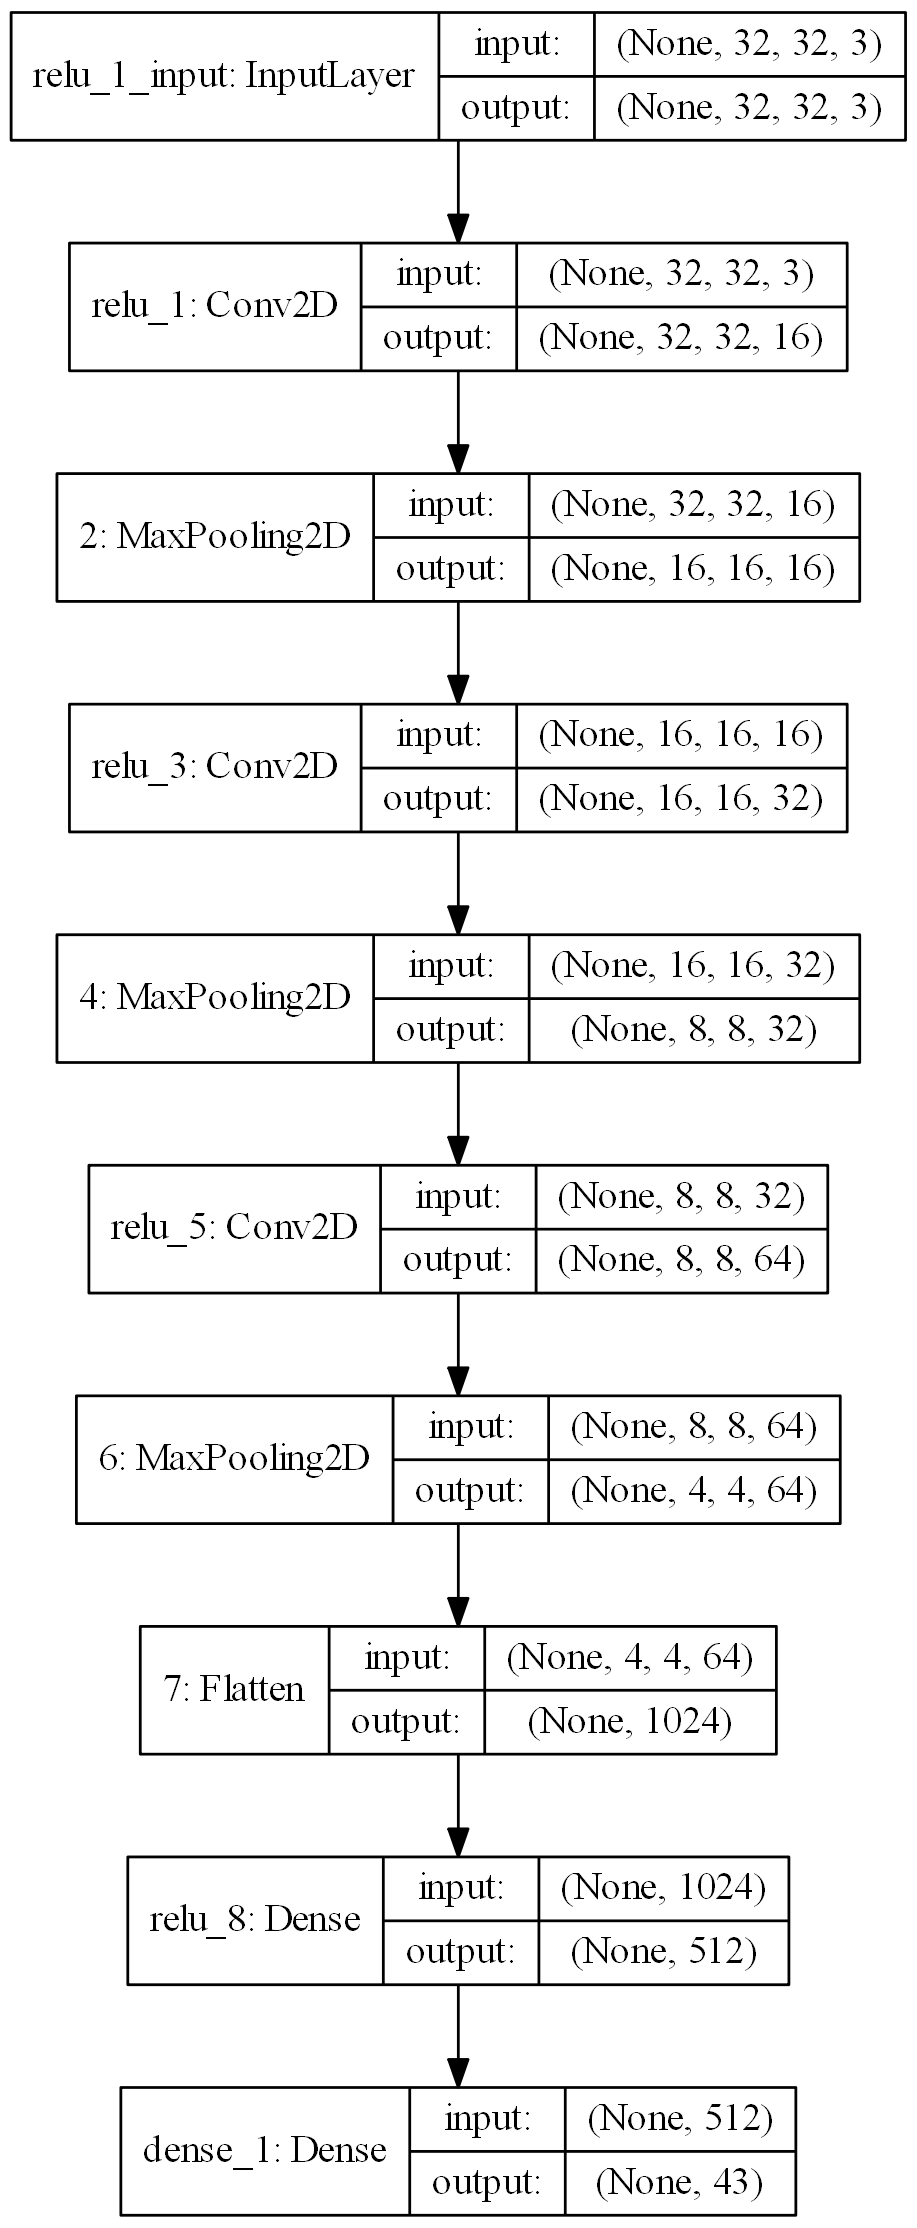 relu_1_input: InputLayer
input:
(None, 32, 32, 3)
output:
(None, 32, 32, 3)
relu_1: Conv2D
input:
(None, 32, 32, 3)
output:
(None, 32, 32, 16)
2: MaxPooling2D
input:
(None, 32, 32, 16)
output:
(None, 16, 16, 16)
relu_3: Conv2D
input:
(None, 16, 16, 16)
output:
(None, 16, 16, 32)
4: MaxPooling2D
input:
(None, 16, 16, 32)
output:
(None, 8, 8, 32)
relu_5: Conv2D
input:
(None, 8, 8, 32)
output:
(None, 8, 8, 64)
6: MaxPooling2D
input:
(None, 8, 8, 64)
output:
(None, 4, 4, 64)
7: Flatten
input:
(None, 4, 4, 64)
output:
(None, 1024)
relu_8: Dense
input:
(None, 1024)
output:
(None, 512)
dense_1: Dense
input:
(None, 512)
output:
(None, 43)